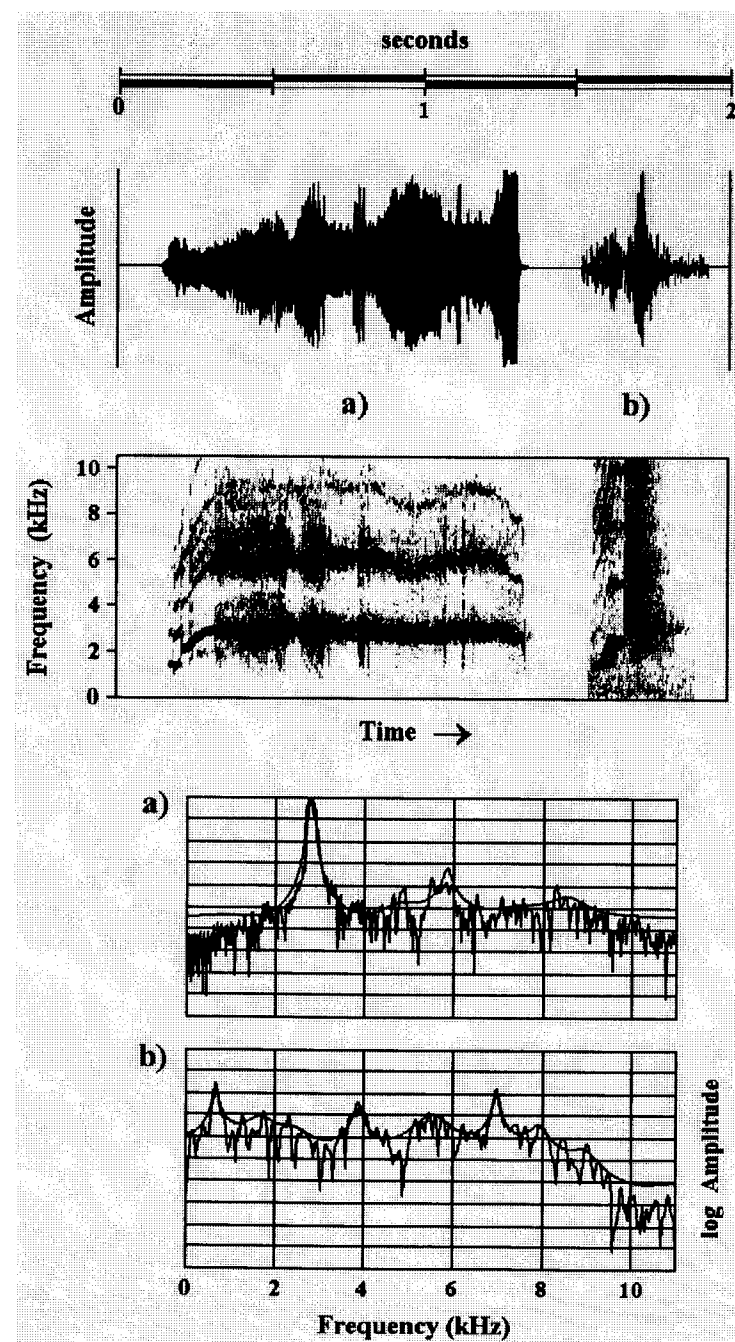 seconds
0 1 2
Amplitude
a) b)
Frequency (kHz)
10
8
6
4
2
0
Time →
a)
b)
log Amplitude
0 2 4 6 8 10
Frequency (kHz)